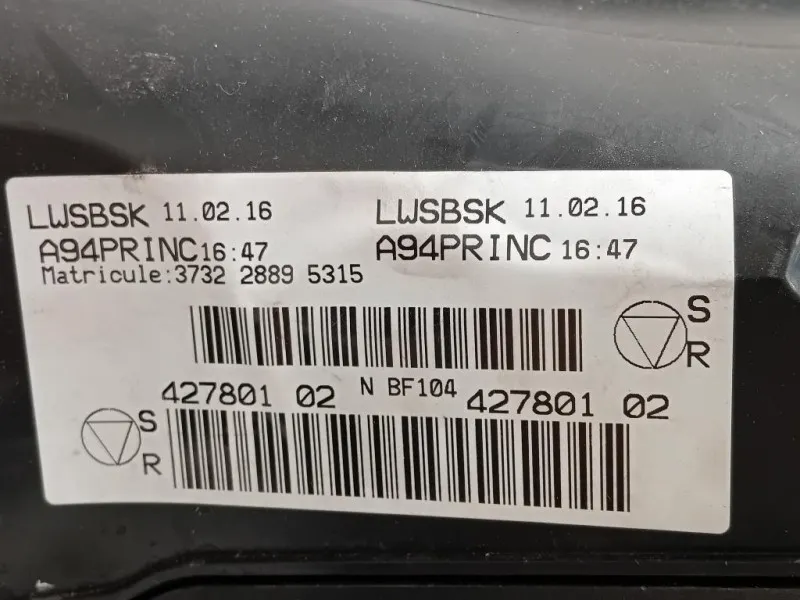 LWSBSK 11.02.16 LWSBSK 11.02.16
A94PRINC 16:47 A94PRINC 16:47
Matricule:3732 2889 5315
S
R
427801 02 N BF104 427801 02
S
R